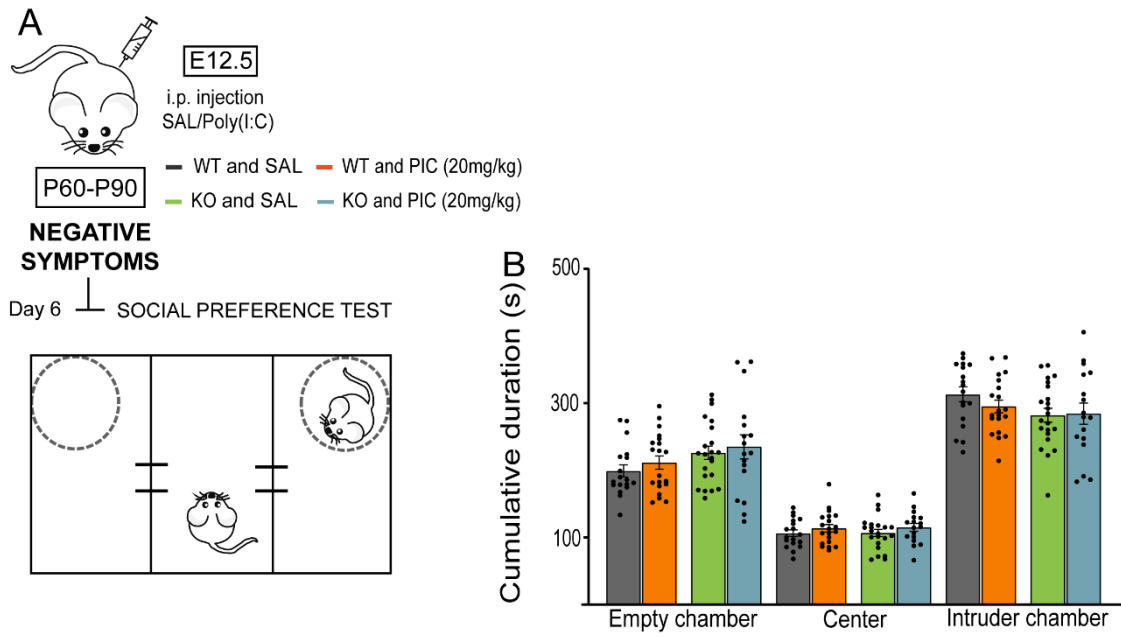 A
E12.5
i.p. injection
SAL/Poly(I:C)
WT and SAL
WT and PIC (20mg/kg)
KO and SAL
KO and PIC (20mg/kg)
P60-P90
NEGATIVE
SYMPTOMS
Day 6
SOCIAL PREFERENCE TEST
B
Cumulative duration (s)
500
300
100
Empty chamber
Center
Intruder chamber